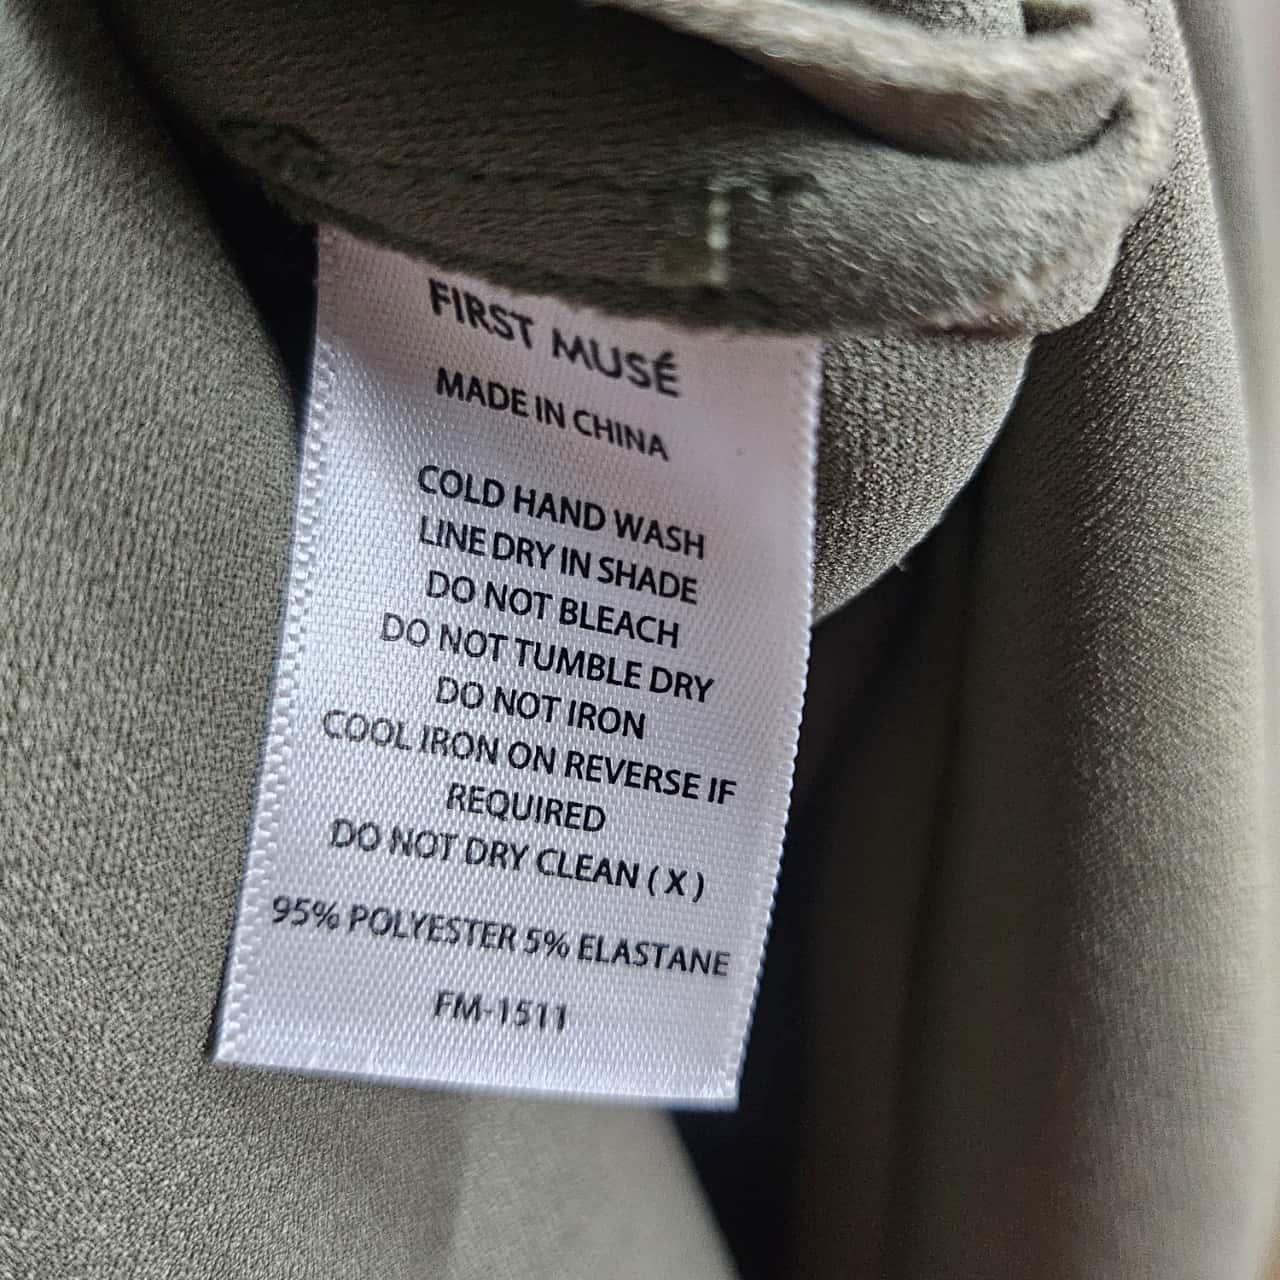 FIRST MUSÉ
MADE IN CHINA
COLD HAND WASH
LINE DRY IN SHADE
DO NOT BLEACH
DO NOT TUMBLE DRY
DO NOT IRON
COOL IRON ON REVERSE IF
REQUIRED
DO NOT DRY CLEAN ( X )
95% POLYESTER 5% ELASTANE
FM-1511